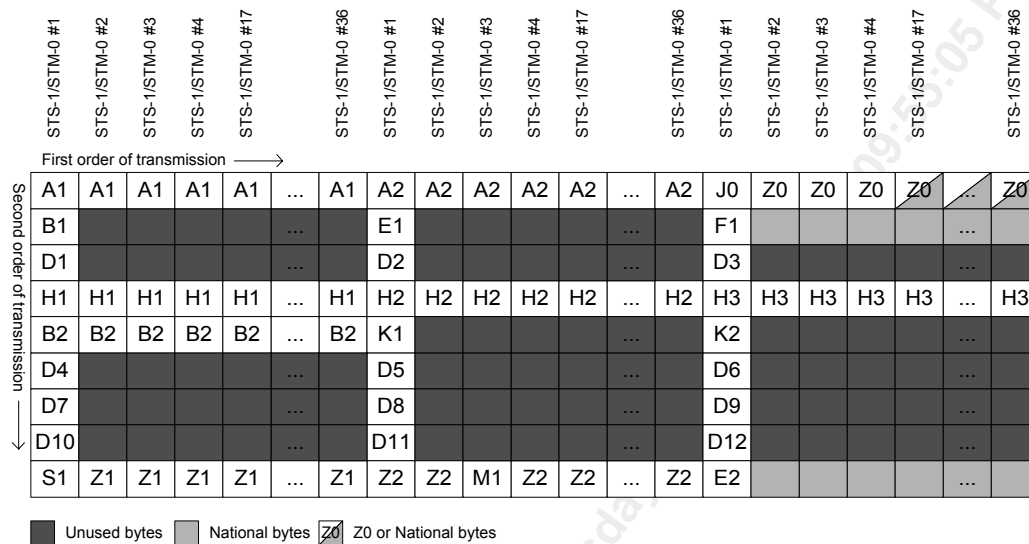 STS-1/STM-0 #1 STS-1/STM-0 #2 STS-1/STM-0 #3 STS-1/STM-0 #4 STS-1/STM-0 #17 STS-1/STM-0 #36 STS-1/STM-0 #1 STS-1/STM-0 #2 STS-1/STM-0 #3 STS-1/STM-0 #4 STS-1/STM-0 #17 STS-1/STM-0 #36 STS-1/STM-0 #1 STS-1/STM-0 #2 STS-1/STM-0 #3 STS-1/STM-0 #4 STS-1/STM-0 #17 STS-1/STM-0 #36
First order of transmission
Second order of transmission
A1 A1 A1 A1 A1 ... A1 A2 A2 A2 A2 A2 ... A2 J0 Z0 Z0 Z0 Z0 ... Z0
B1 ... E1 ... F1 ...
D1 ... D2 ... D3 ...
H1 H1 H1 H1 H1 ... H1 H2 H2 H2 H2 H2 ... H2 H3 H3 H3 H3 H3 ... H3
B2 B2 B2 B2 B2 ... B2 K1 ... K2 ...
D4 ... D5 ... D6 ...
D7 ... D8 ... D9 ...
D10 ... D11 ... D12 ...
S1 Z1 Z1 Z1 Z1 ... Z1 Z2 Z2 M1 Z2 Z2 ... Z2 E2 ...
Unused bytes National bytes Z0 Z0 or National bytes
09:55:05